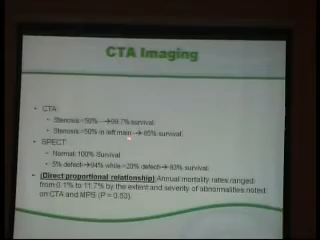 CTA Imaging
• CTA:
• Stenosis<50% → 99.7% survival.
• Stenosis>50% in left main → 85% survival.
• SPECT:
• Normal:100% Survival
• 5% defect→94% while >20% defect→ 93% survival.
• (Direct proportional relationship) Annual mortality rates ranged
from 0.1% to 11.7% by the extent and severity of abnormalities noted
on CTA and MPS (P = 0.53).